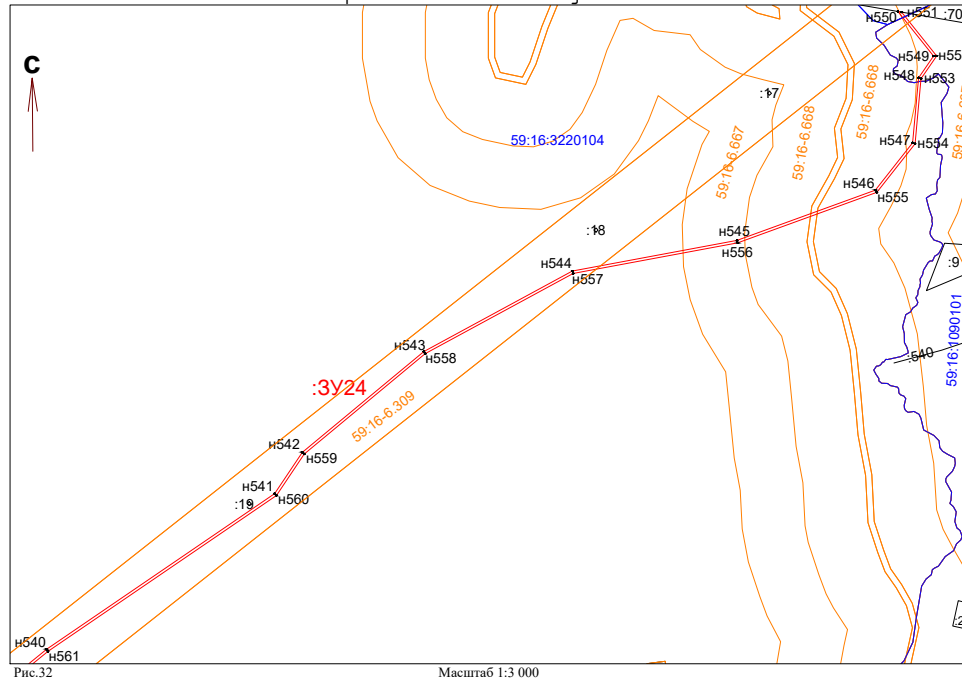 н550
н551
:70
С
н549
н548
н553
:17
59:16-6.668
59:16-6.668
59:16-6.667
59:16:3220104
н547
н554
н546
н555
:18
н545
н556
:9
н544
н557
59:16:1090101
н543
н558
:540
:ЗУ24
59:16-6.309
н542
н559
н541
:19
н560
н540
н561
Рис.32
Масштаб 1:3 000